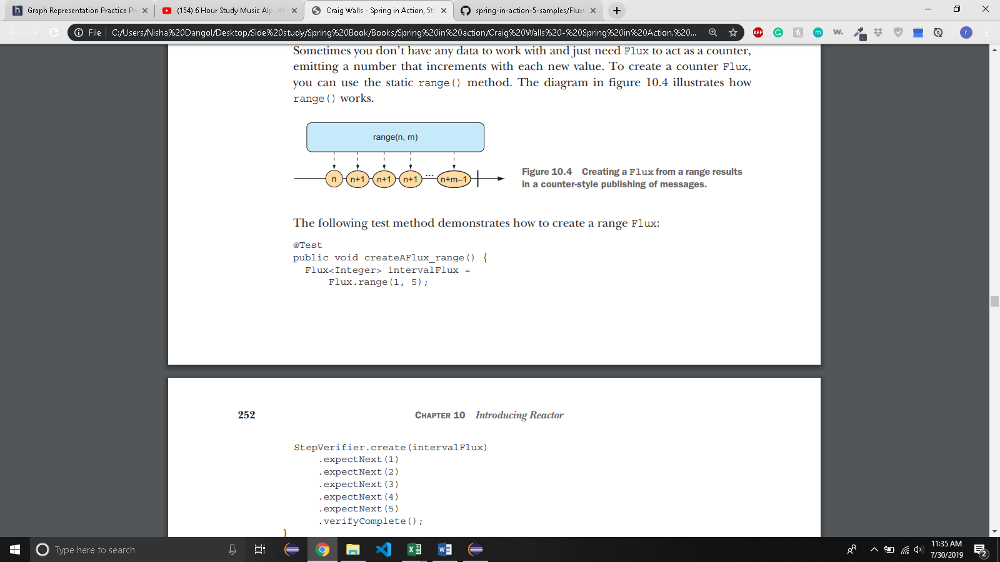 Graph Representation Practice Pr
(154) 6 Hour Study Music Alp
Craig Walls - Spring in Action, 5th
spring-in-action-5-samples/Flux
File | C:/Users/Nisha%20Dangol/Desktop/Side%20study/Spring%20Book/Books/Spring%20in%20action/Craig%20Walls%20-%20Spring%20in%20Action,%20...
ABP
G
h
m
w.
r
Sometimes you don't have any data to work with and just need Flux to act as a counter,
emitting a number that increments with each new value. To create a counter Flux,
you can use the static range() method. The diagram in figure 10.4 illustrates how
range() works.
range(n, m)
n n+1 n+1 n+1 ... n+m–1
Figure 10.4 Creating a Flux from a range results
in a counter-style publishing of messages.
The following test method demonstrates how to create a range Flux:
@Test
public void createAFlux_range() {
Flux<Integer> intervalFlux =
Flux.range(1, 5);
252 CHAPTER 10 Introducing Reactor
StepVerifier.create(intervalFlux)
.expectNext(1)
.expectNext(2)
.expectNext(3)
.expectNext(4)
.expectNext(5)
.verifyComplete();
}
Type here to search
11:35 AM
7/30/2019
2